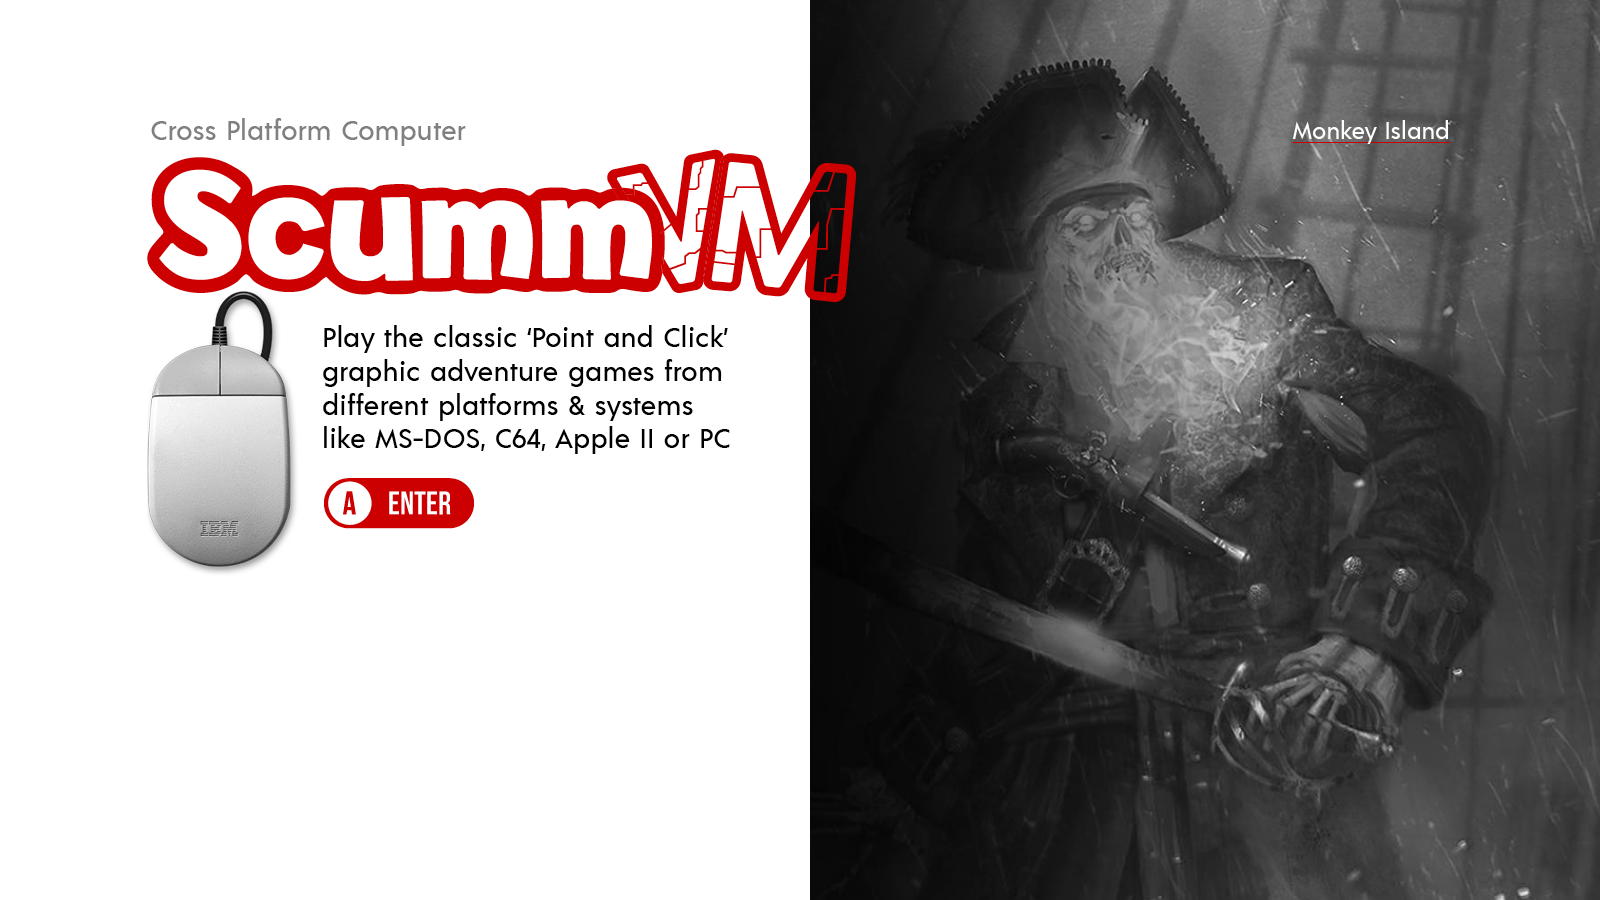 Cross Platform Computer
ScummVM
Monkey Island
Play the classic ‘Point and Click’
graphic adventure games from
different platforms & systems
like MS-DOS, C64, Apple II or PC
A ENTER
IBM